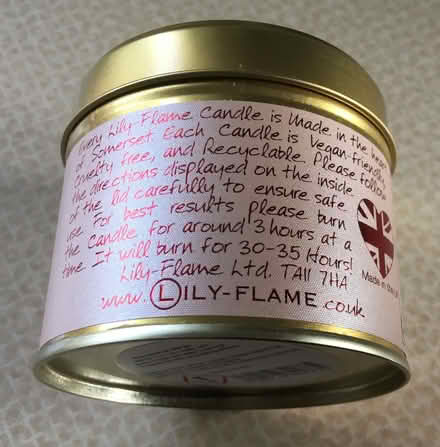 Every Lily-Flame Candle is Made in the heart
of Somerset. Each Candle is Vegan-friendly,
Cruelty free, and Recyclable. Please follow
the directions displayed on the inside
of the lid carefully to ensure safe
use. For best results please burn
the Candle for around 3 hours at a
time. It will burn for 30-35 Hours!
Lily-Flame Ltd. TA11 7HA
www.LILY-FLAME.co.uk
Made in the